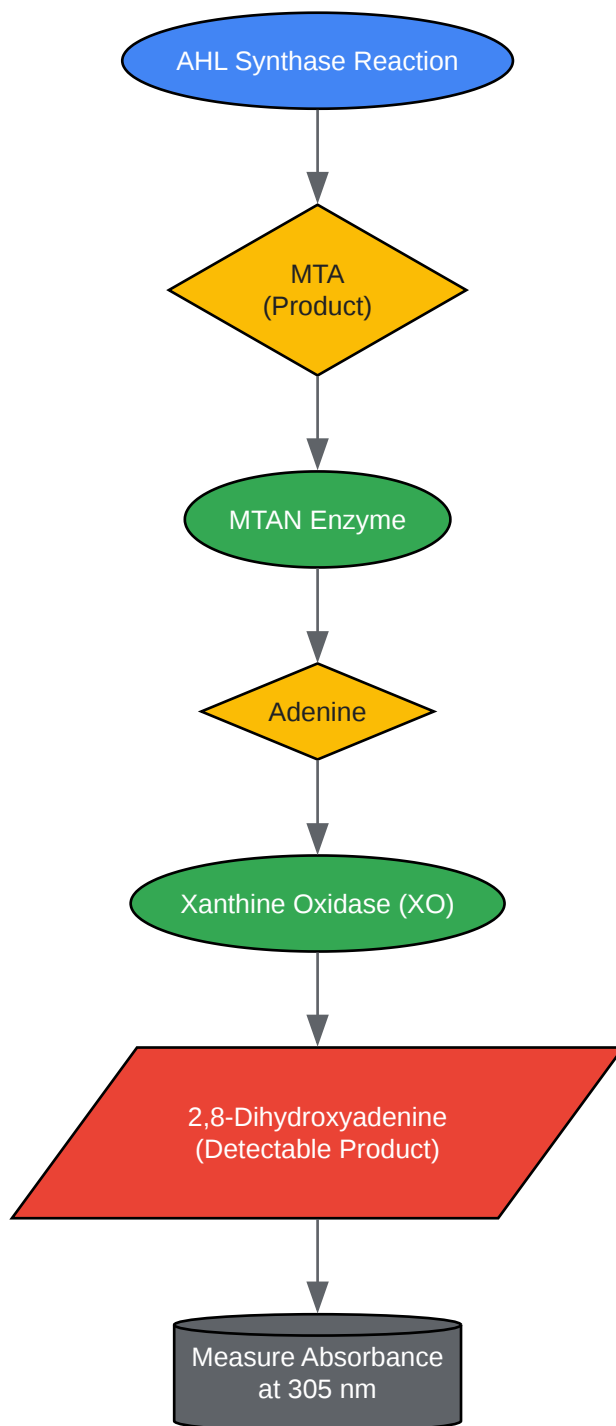 AHL Synthase Reaction
MTA
(Product)
MTAN Enzyme
Adenine
Xanthine Oxidase (XO)
2,8-Dihydroxyadenine
(Detectable Product)
Measure Absorbance
at 305 nm